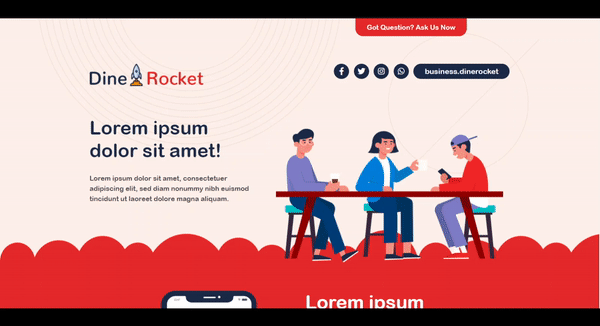 Got Question? Ask Us Now
Dine Rocket
business.dinerocket
Lorem ipsum
dolor sit amet!
Lorem ipsum dolor sit amet, consectetuer
adipiscing elit, sed diam nonummy nibh euismod
tincidunt ut laoreet dolore magna aliquam.
Lorem ipsum